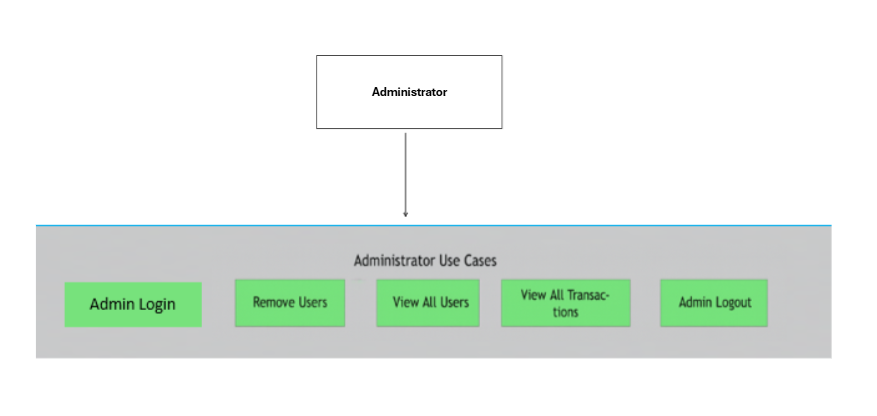 Administrator
Administrator Use Cases
Admin Login
Remove Users
View All Users
View All Transac-
tions
Admin Logout